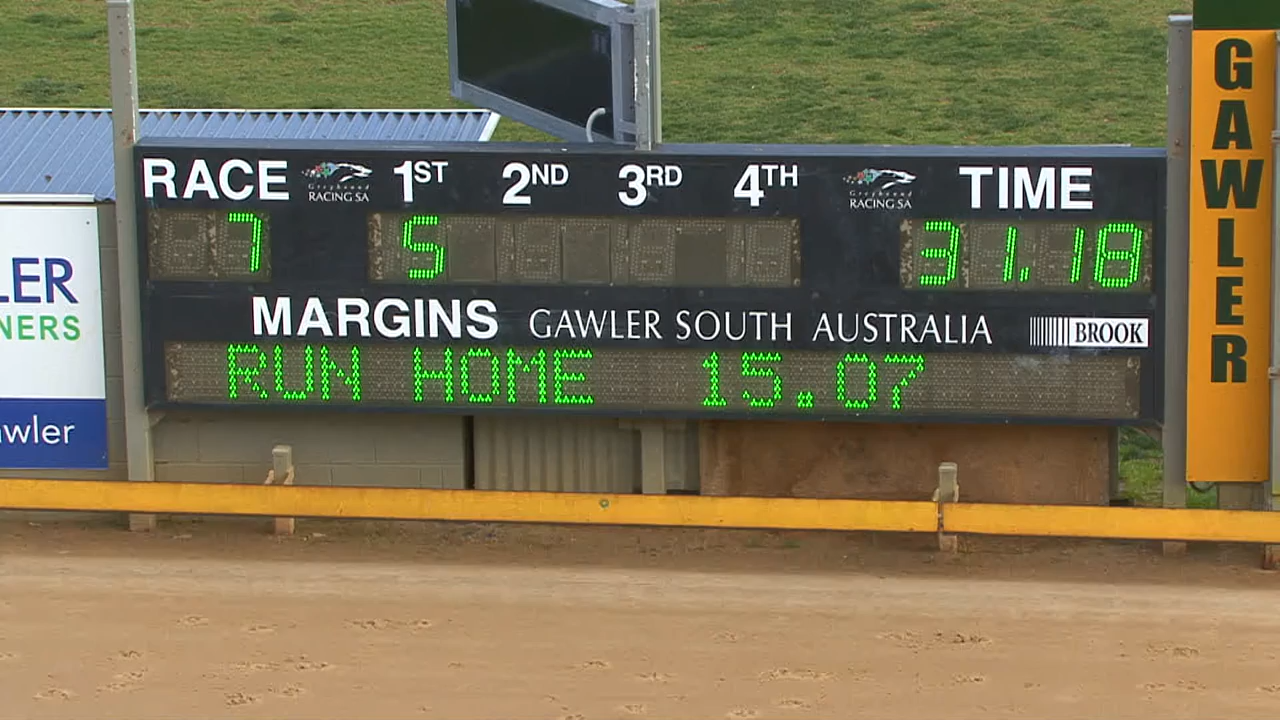 RACE 1ST 2ND 3RD 4TH TIME
Greyhound RACING SA
Greyhound RACING SA
7 5 31.18
MARGINS GAWLER SOUTH AUSTRALIA BROOK
RUN HOME 15.07
GAWLER
LER
NERS
awler